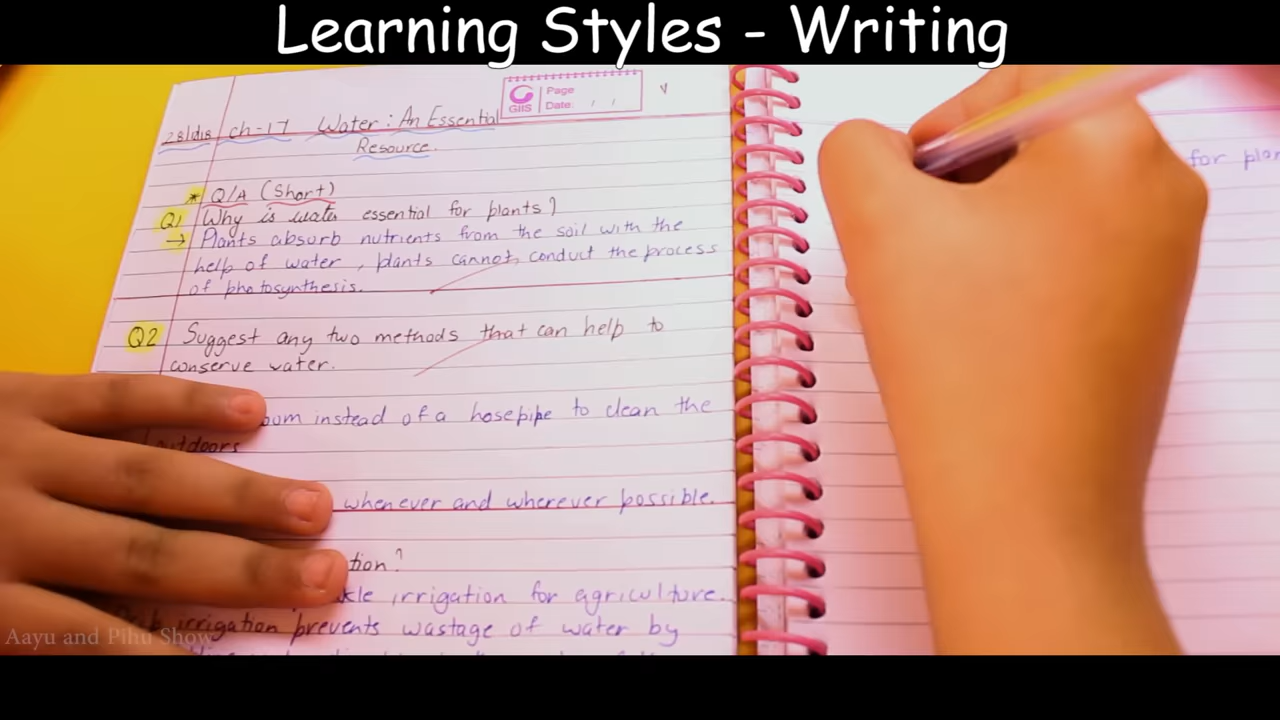 Learning Styles - Writing
GIIS
Page
Date: / /
ch-17 Water: An Essential
Resource.
* Q/A (Short)
Q1 Why is water essential for plants?
→ Plants absorb nutrients from the soil with the
help of water, plants cannot conduct the process
of photosynthesis.
Q2 Suggest any two methods that can help to
conserve water.
oom instead of a hosepipe to clean the
outdoors
whenever and wherever possible.
tion?
kle irrigation for agriculture.
irrigation prevents wastage of water by
for plan
Aayu and Pihu Show